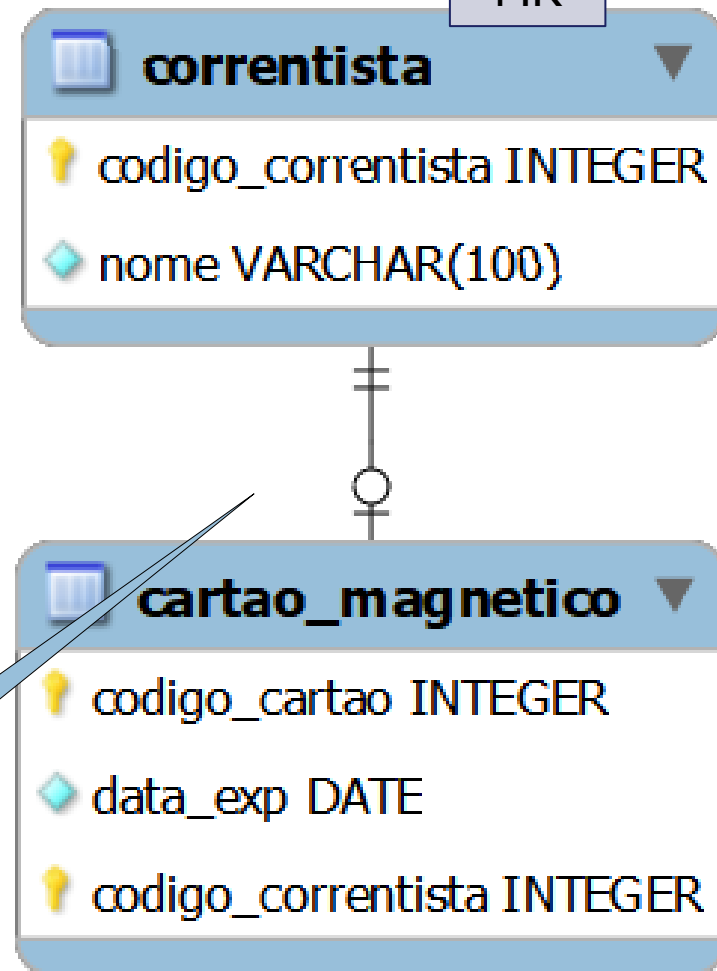 correntista
codigo_correntista INTEGER
nome VARCHAR(100)
cartao_magnetico
codigo_cartao INTEGER
data_exp DATE
codigo_correntista INTEGER